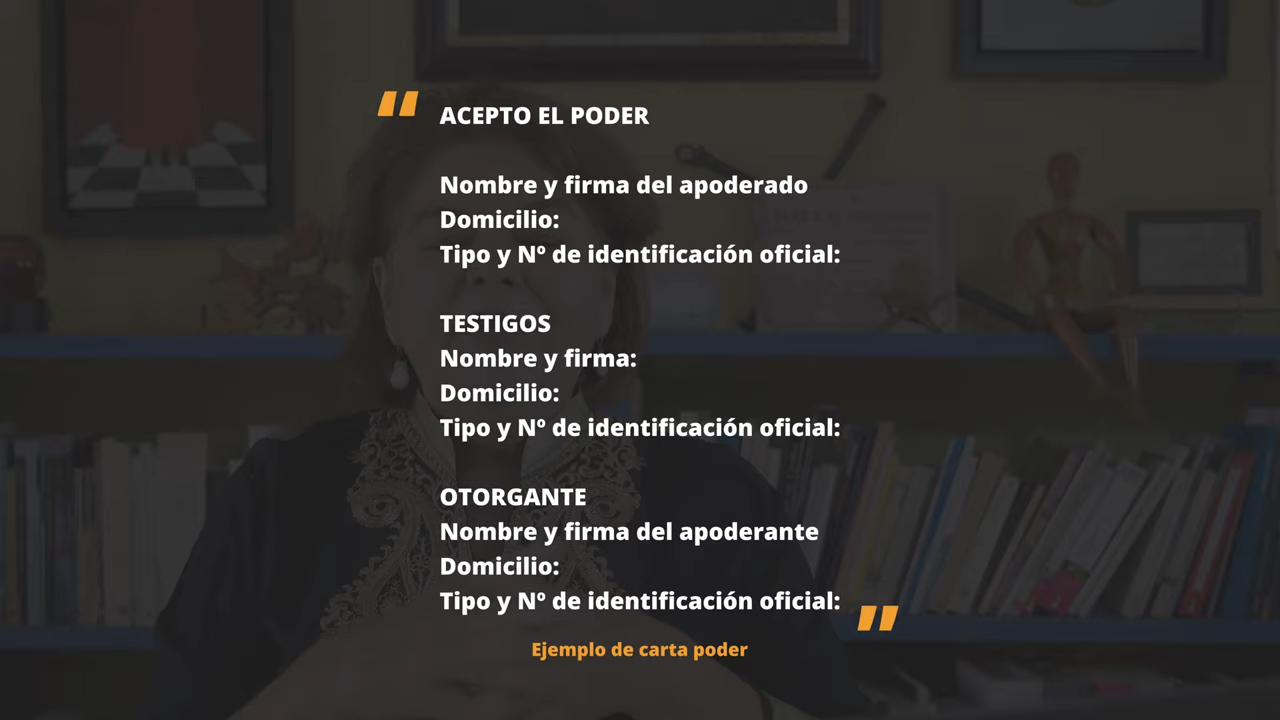 ACEPTO EL PODER
Nombre y firma del apoderado
Domicilio:
Tipo y Nº de identificación oficial:
TESTIGOS
Nombre y firma:
Domicilio:
Tipo y Nº de identificación oficial:
OTORGANTE
Nombre y firma del apoderante
Domicilio:
Tipo y Nº de identificación oficial:
Ejemplo de carta poder